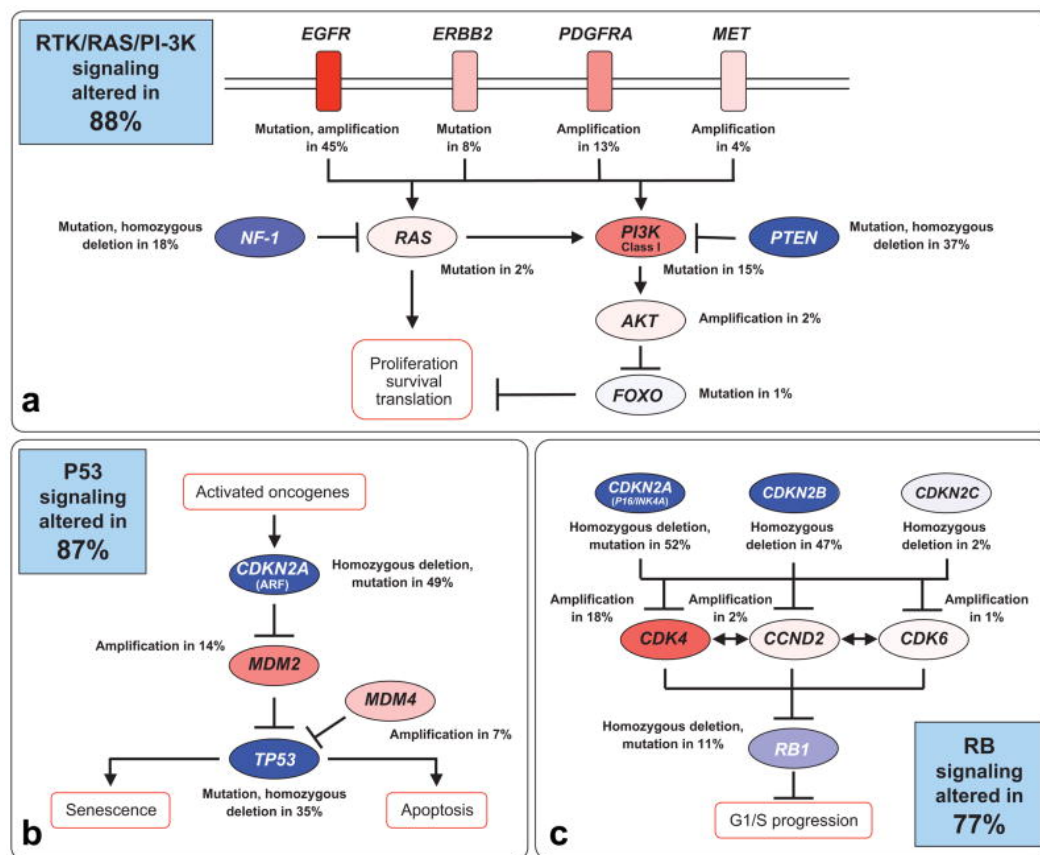 RTK/RAS/PI-3K
signaling
altered in
88%
EGFR
ERBB2
PDGFRA
MET
Mutation, amplification
in 45%
Mutation
in 8%
Amplification
in 13%
Amplification
in 4%
Mutation, homozygous
deletion in 18%
NF-1
RAS
PI3K
Class I
PTEN
Mutation, homozygous
deletion in 37%
Mutation in 2%
Mutation in 15%
AKT
Amplification in 2%
Proliferation
survival
translation
FOXO
Mutation in 1%
a
P53
signaling
altered in
87%
Activated oncogenes
CDKN2A
(ARF)
Homozygous deletion,
mutation in 49%
Amplification in 14%
MDM2
MDM4
Amplification in 7%
TP53
Mutation, homozygous
deletion in 35%
Senescence
Apoptosis
b
CDKN2A
(P16/INK4A)
CDKN2B
CDKN2C
Homozygous deletion,
mutation in 52%
Homozygous
deletion in 47%
Homozygous
deletion in 2%
Amplification
in 18%
Amplification
in 2%
Amplification
in 1%
CDK4
CCND2
CDK6
Homozygous deletion,
mutation in 11%
RB1
G1/S progression
RB
signaling
altered in
77%
c